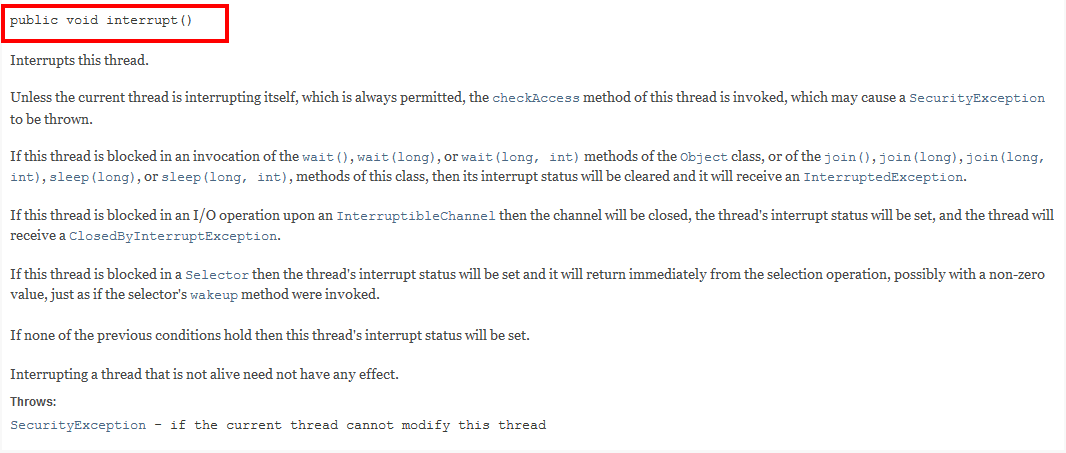 public void interrupt()
Interrupts this thread.
Unless the current thread is interrupting itself, which is always permitted, the checkAccess method of this thread is invoked, which may cause a SecurityException
to be thrown.
If this thread is blocked in an invocation of the wait(), wait(long), or wait(long, int) methods of the Object class, or of the join(), join(long), join(long,
int), sleep(long), or sleep(long, int), methods of this class, then its interrupt status will be cleared and it will receive an InterruptedException.
If this thread is blocked in an I/O operation upon an InterruptibleChannel then the channel will be closed, the thread's interrupt status will be set, and the thread will
receive a ClosedByInterruptException.
If this thread is blocked in a Selector then the thread's interrupt status will be set and it will return immediately from the selection operation, possibly with a non-zero
value, just as if the selector's wakeup method were invoked.
If none of the previous conditions hold then this thread's interrupt status will be set.
Interrupting a thread that is not alive need not have any effect.
Throws:
SecurityException - if the current thread cannot modify this thread